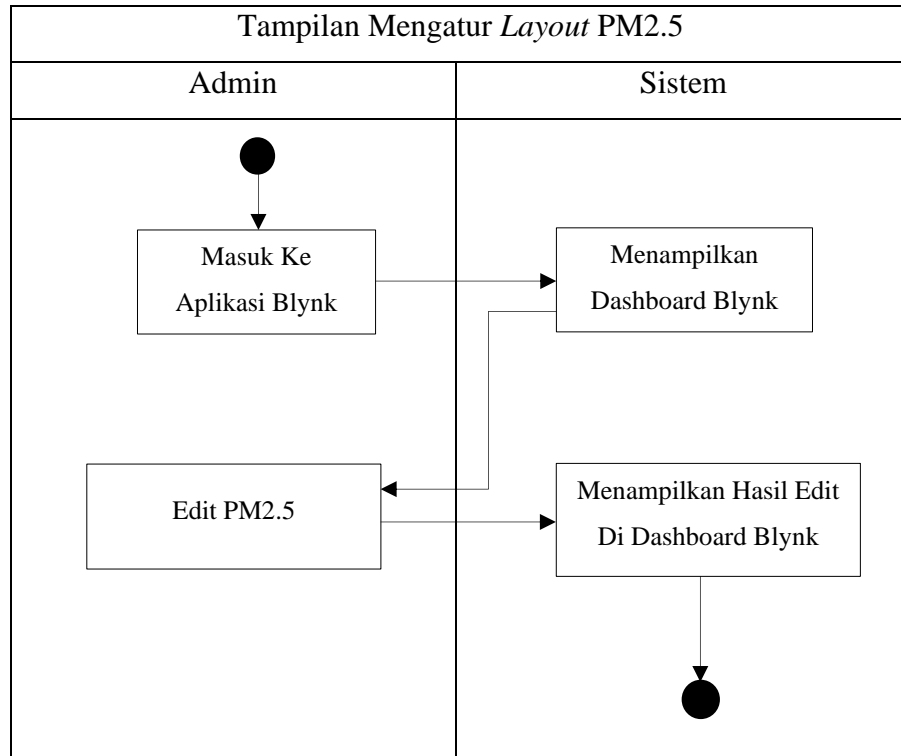 Tampilan Mengatur Layout PM2.5
Admin
Sistem
Masuk Ke
Aplikasi Blynk
Menampilkan
Dashboard Blynk
Edit PM2.5
Menampilkan Hasil Edit
Di Dashboard Blynk